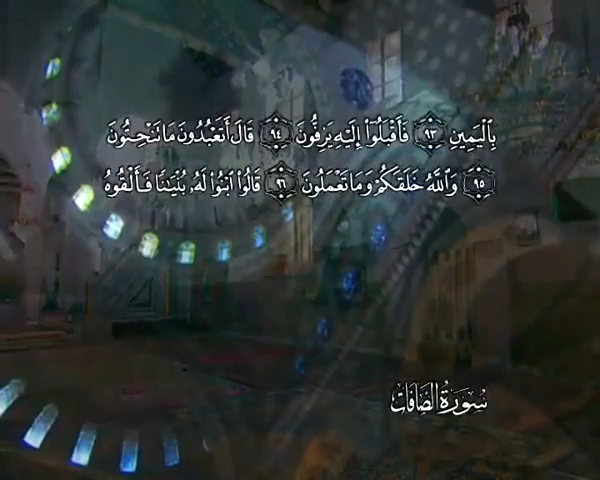 بِٱلْيَمِينِ ٩٣ فَأَقْبَلُوٓا۟ إِلَيْهِ يَزِفُّونَ ٩٤ قَالَ أَتَعْبُدُونَ مَا تَنْحِتُونَ
٩٥ وَٱللَّهُ خَلَقَكُمْ وَمَا تَعْمَلُونَ ٩٦ قَالُوا۟ ٱبْنُوا۟ لَهُۥ بُنْيَـٰنًا فَأَلْقُوهُ
سُورَةُ الصَّافَّات